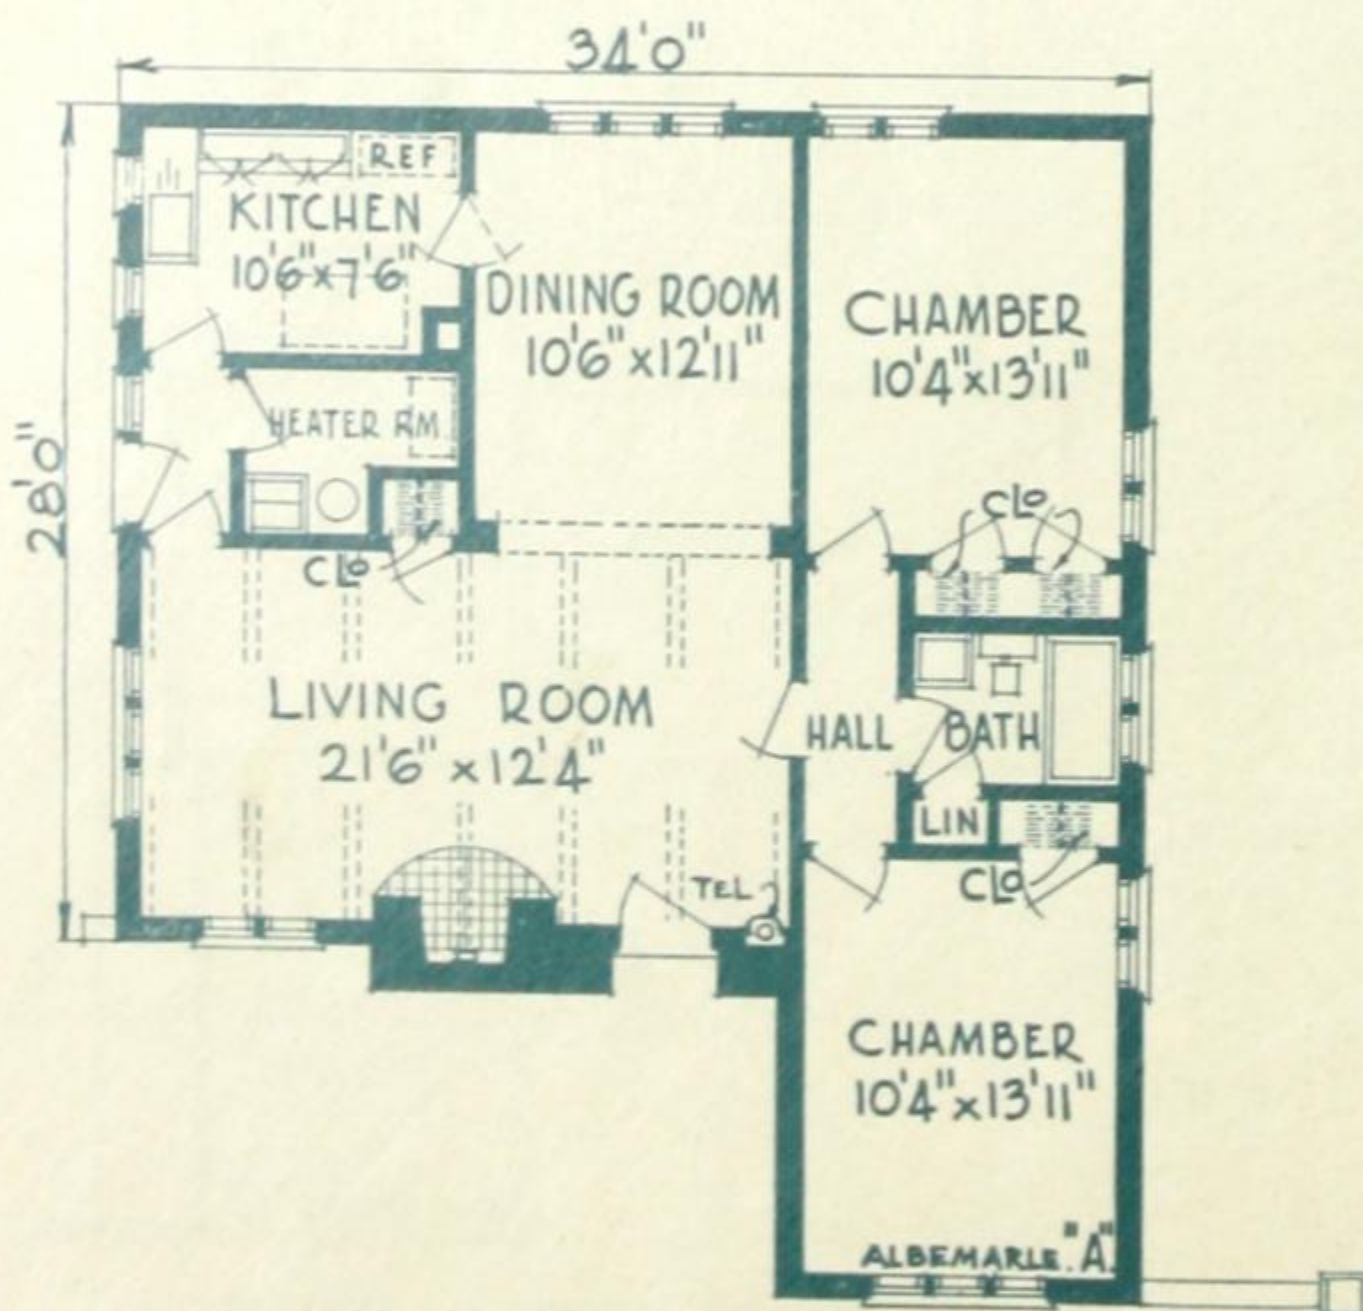 34'0"
28'0"
REF
KITCHEN
10'6"x7'6"
DINING ROOM
10'6"x12'11"
CHAMBER
10'4"x13'11"
HEATER RM
CLO
CLO
LIVING ROOM
21'6"x12'4"
HALL
BATH
LIN
CLO
TEL
CHAMBER
10'4"x13'11"
ALBEMARLE "A"